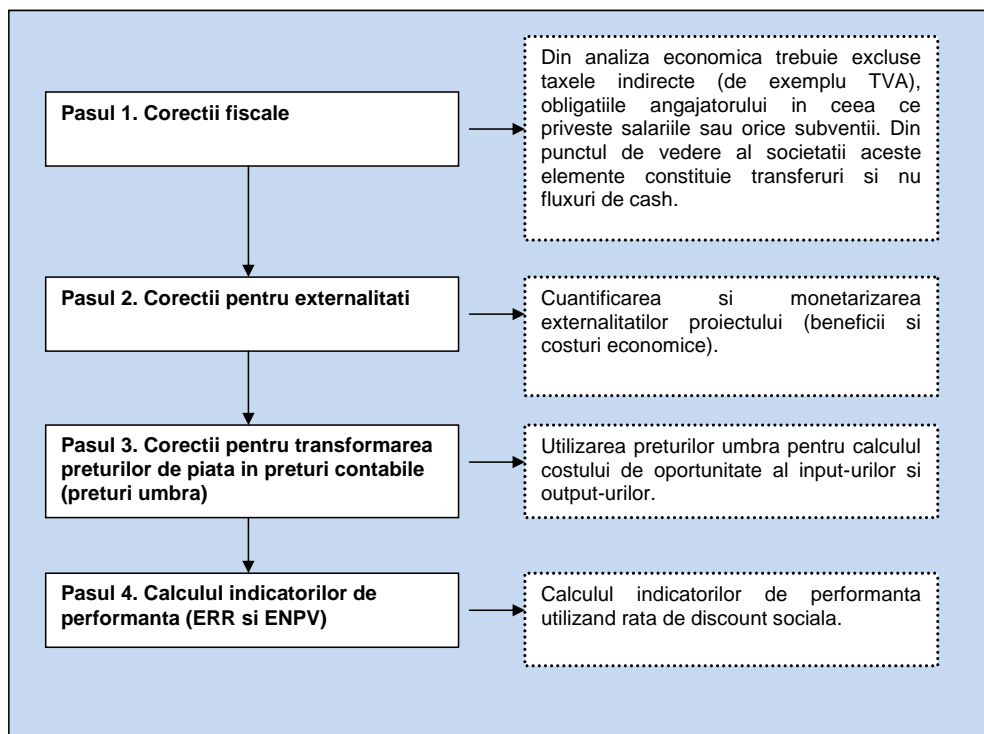 Pasul 1. Corectii fiscale
Din analiza economica trebuie excluse
taxele indirecte (de exemplu TVA),
obligatiile angajatorului in ceea ce
priveste salariile sau orice subventii. Din
punctul de vedere al societatii aceste
elemente constituie transferuri si nu
fluxuri de cash.
Pasul 2. Corectii pentru externalitati
Cuantificarea si monetarizarea
externalitatilor proiectului (beneficii si
costuri economice).
Pasul 3. Corectii pentru transformarea
preturilor de piata in preturi contabile
(preturi umbra)
Utilizarea preturilor umbra pentru calculul
costului de oportunitate al input-urilor si
output-urilor.
Pasul 4. Calculul indicatorilor de
performanta (ERR si ENPV)
Calculul indicatorilor de performanta
utilizand rata de discount sociala.